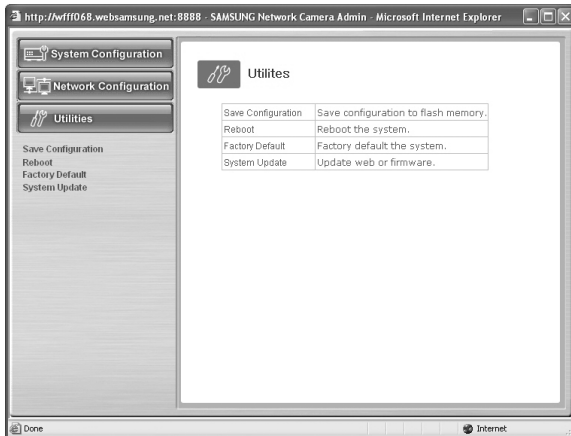 http://wfff068.websamsung.net:8888 - SAMSUNG Network Camera Admin - Microsoft Internet Explorer
System Configuration
Network Configuration
Utilities
Save Configuration
Reboot
Factory Default
System Update
Utilites
Save Configuration Save configuration to flash memory.
Reboot Reboot the system.
Factory Default Factory default the system.
System Update Update web or firmware.
Done
Internet